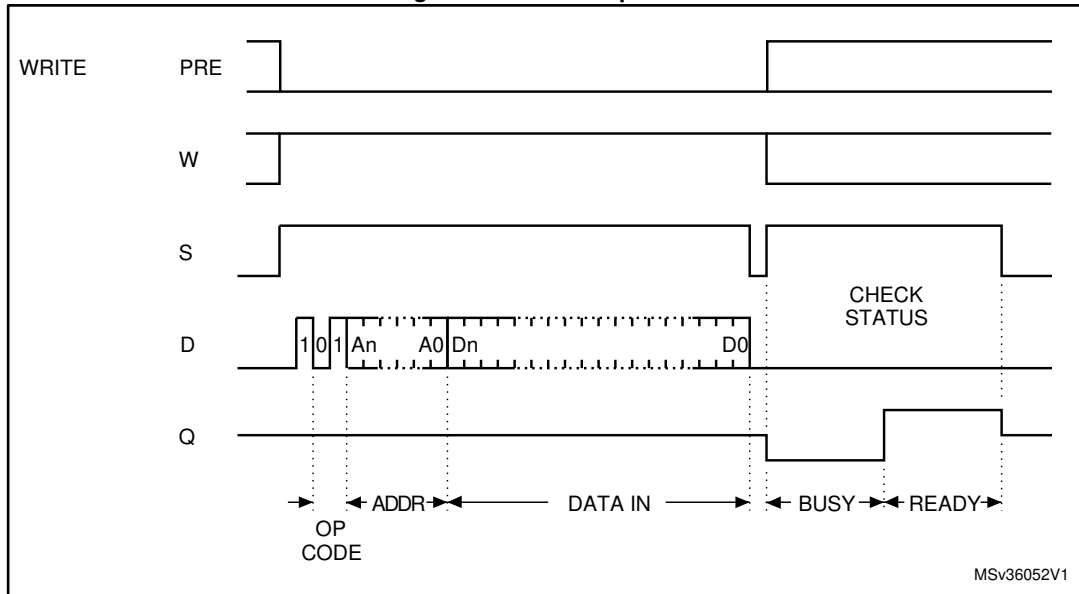 WRITE PRE
W
S
CHECK
STATUS
D 1 0 1 An A0 Dn D0
Q
ADDR DATA IN BUSY READY
OP
CODE
MSv36052V1